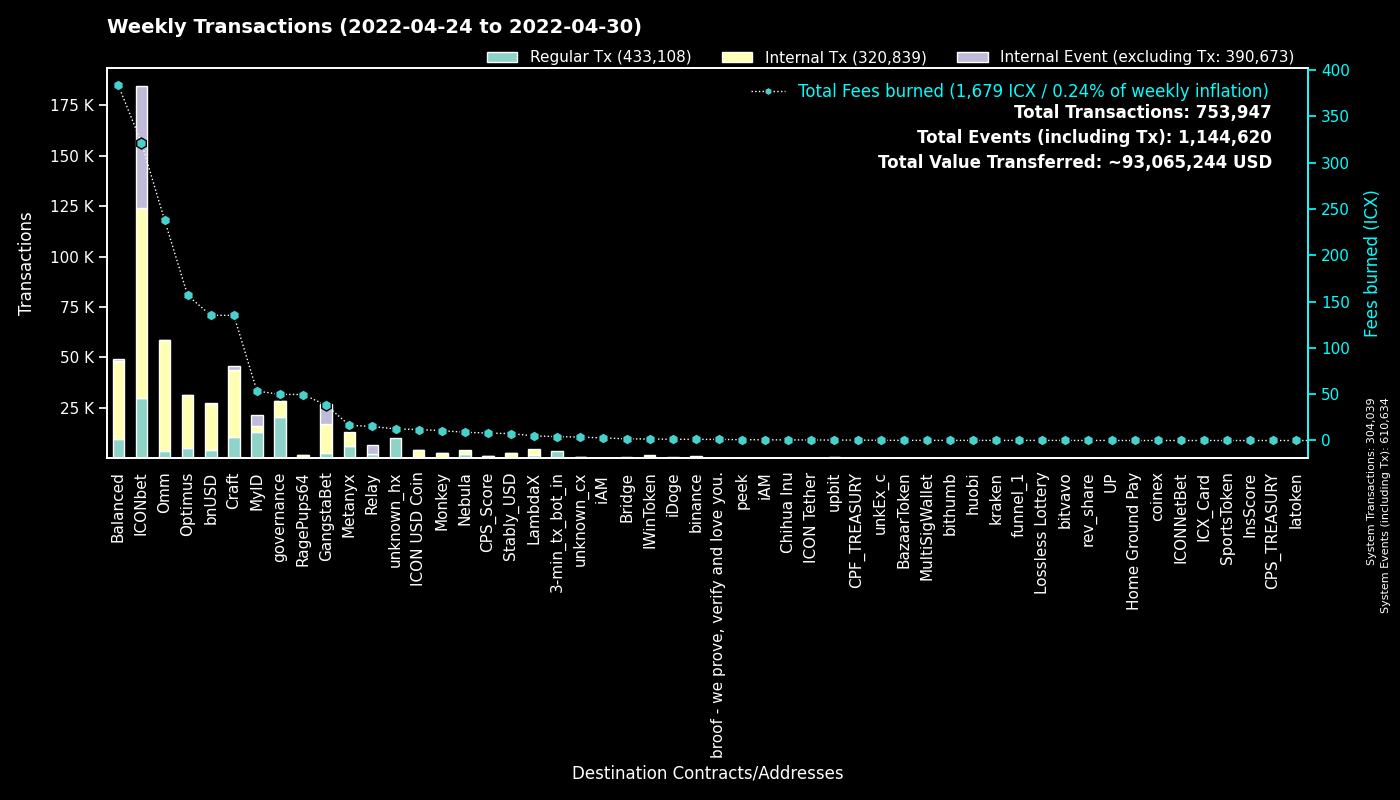 Weekly Transactions (2022-04-24 to 2022-04-30)
Regular Tx (433,108)
Internal Tx (320,839)
Internal Event (excluding Tx: 390,673)
Total Fees burned (1,679 ICX / 0.24% of weekly inflation)
Total Transactions: 753,947
Total Events (including Tx): 1,144,620
Total Value Transferred: ~93,065,244 USD
Transactions
175 K
150 K
125 K
100 K
75 K
50 K
25 K
400
350
300
250
200
150
100
50
0
Fees burned (ICX)
System Transactions: 304,039
System Events (including Tx): 610,634
Balanced
ICONbet
Omm
Optimus
bnUSD
Craft
MyID
governance
RagePups64
GangstaBet
Metanyx
Relay
unknown_hx
ICON USD Coin
Monkey
Nebula
CPS_Score
Stably_USD
LambdaX
3-min_tx_bot_in
unknown_cx
iAM
Bridge
IWinToken
iDoge
binance
broof - we prove, verify and love you.
peek
iAM
Chihua Inu
ICON Tether
upbit
CPF_TREASURY
unkEx_c
BazaarToken
MultiSigWallet
bithumb
huobi
kraken
funnel_1
Lossless Lottery
bitvavo
rev_share
UP
Home Ground Pay
coinex
ICONNetBet
ICX_Card
SportsToken
InsScore
CPS_TREASURY
latoken
Destination Contracts/Addresses